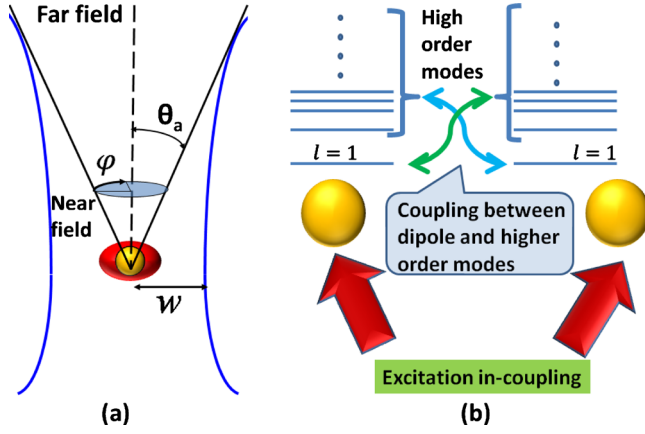 Far field
θa
φ
Near
field
w
(a)
High
order
modes
l = 1
l = 1
Coupling between
dipole and higher
order modes
Excitation in-coupling
(b)